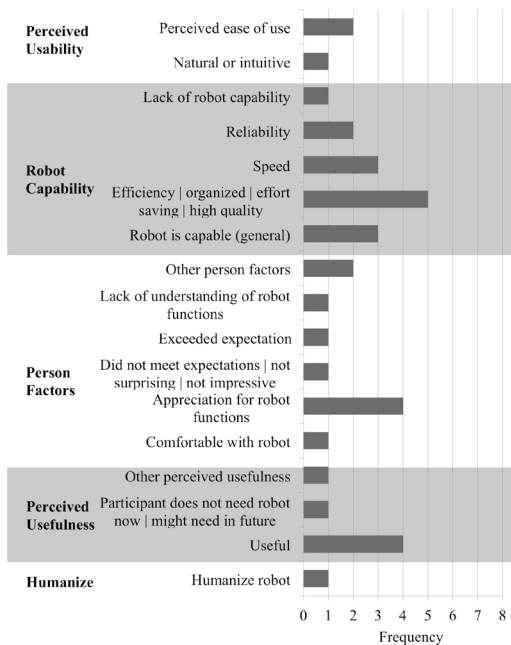 Perceived
Usability
Perceived ease of use
Natural or intuitive
Robot
Capability
Lack of robot capability
Reliability
Speed
Efficiency | organized | effort
saving | high quality
Robot is capable (general)
Person
Factors
Other person factors
Lack of understanding of robot
functions
Exceeded expectation
Did not meet expectations | not
surprising | not impressive
Appreciation for robot
functions
Comfortable with robot
Perceived
Usefulness
Other perceived usefulness
Participant does not need robot
now | might need in future
Useful
Humanize
Humanize robot
0 1 2 3 4 5 6 7 8
Frequency